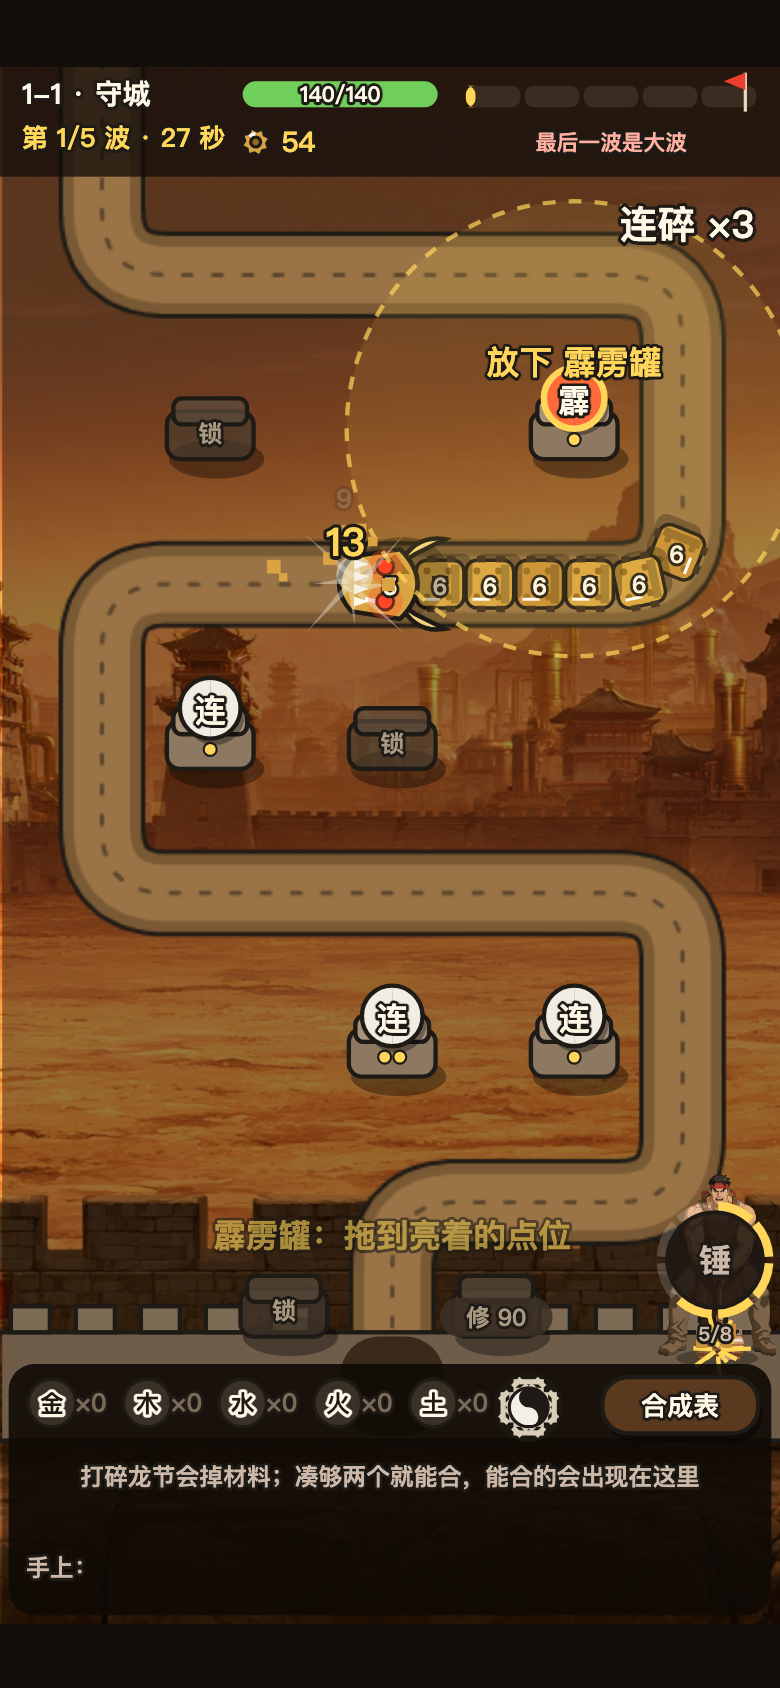 1–1 · 守城
140/140
第 1/5 波 · 27 秒
54
最后一波是大波
连碎 ×3
放下 霹雳罐
霹
锁
9
13
6
6
6
6
6
6
连
锁
连
连
霹雳罐：拖到亮着的点位
锤
锁
修 90
5/8
金 ×0 木 ×0 水 ×0 火 ×0 土 ×0
合成表
打碎龙节会掉材料；凑够两个就能合，能合的会出现在这里
手上：